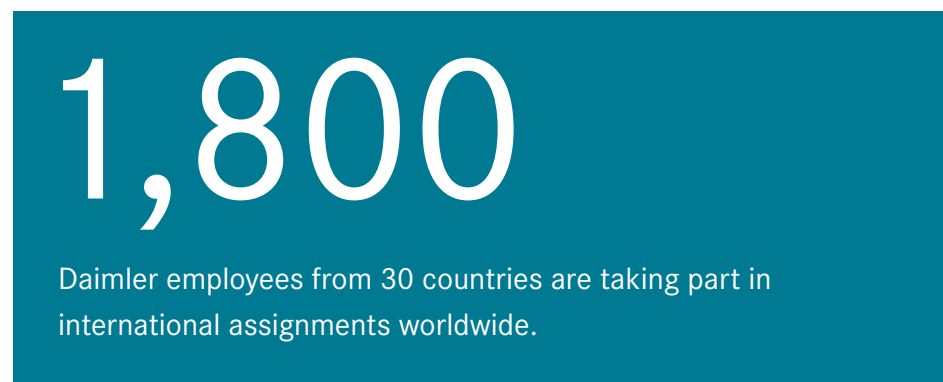 1,800
Daimler employees from 30 countries are taking part in
international assignments worldwide.